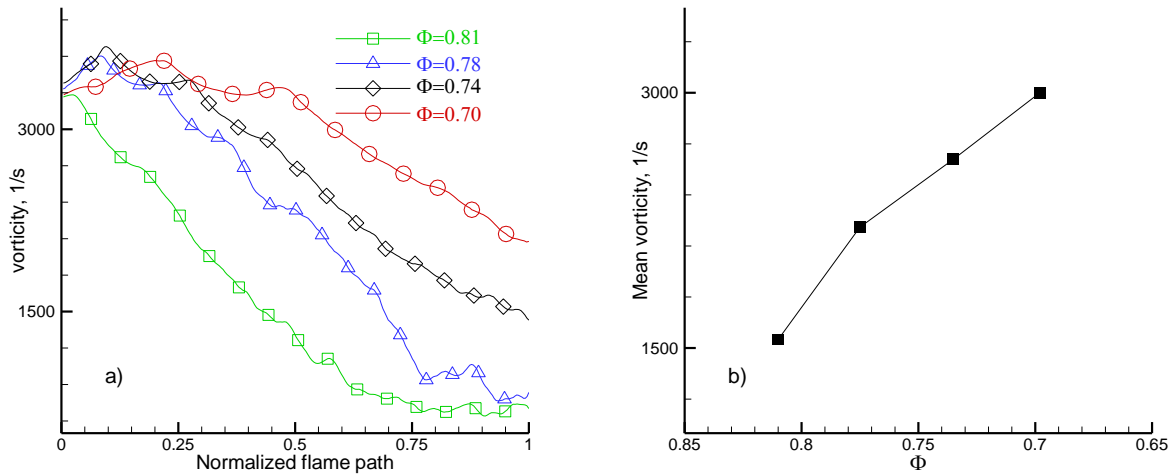 Φ=0.81
Φ=0.78
Φ=0.74
Φ=0.70
3000
1500
vorticity, 1/s
a)
0
0.25
0.5
0.75
1
Normalized flame path
3000
1500
Mean vorticity, 1/s
b)
0.85
0.8
0.75
0.7
0.65
Φ